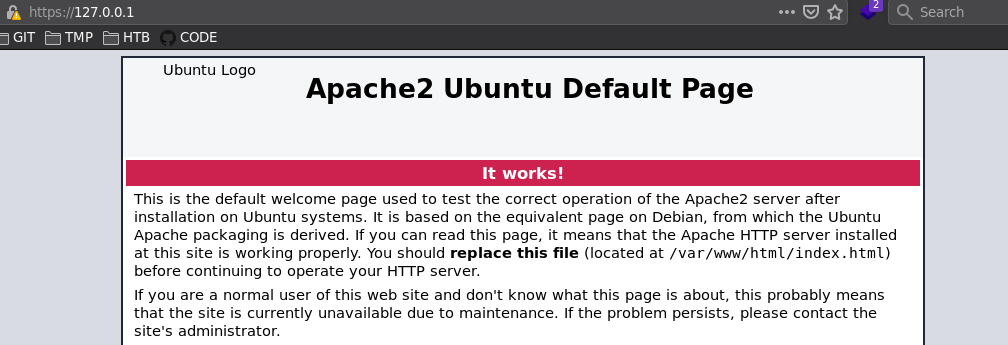 https://127.0.0.1
2
Search
GIT TMP HTB CODE
Ubuntu Logo
Apache2 Ubuntu Default Page
It works!
This is the default welcome page used to test the correct operation of the Apache2 server after
installation on Ubuntu systems. It is based on the equivalent page on Debian, from which the Ubuntu
Apache packaging is derived. If you can read this page, it means that the Apache HTTP server installed
at this site is working properly. You should replace this file (located at /var/www/html/index.html)
before continuing to operate your HTTP server.
If you are a normal user of this web site and don't know what this page is about, this probably means
that the site is currently unavailable due to maintenance. If the problem persists, please contact the
site's administrator.